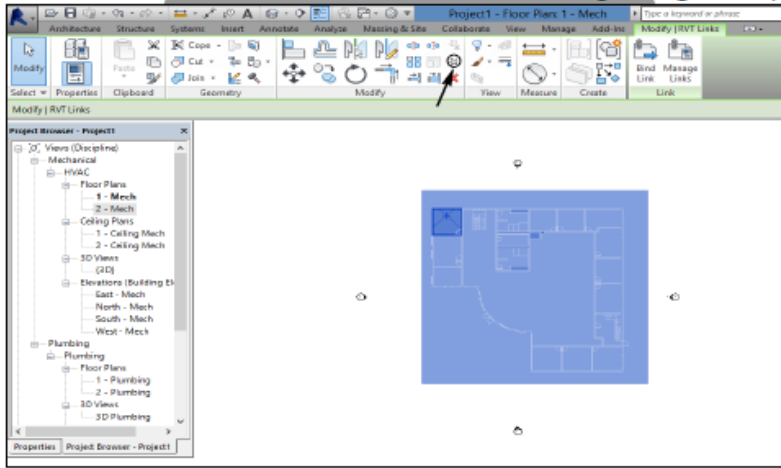 Project1 - Floor Plan: 1 - Mech
Type a keyword or phrase
Architecture Structure Systems Insert Annotate Analyze Massing & Site Collaborate View Manage Add-Ins Modify | RVT Links
Modify
Properties
Paste
Cope
Cut
Join
Bind Link
Manage Links
Select Properties Clipboard Geometry Modify View Measure Create Link
Modify | RVT Links
Project Browser - Project1
Views (Discipline)
Mechanical
HVAC
Floor Plans
1 - Mech
2 - Mech
Ceiling Plans
1 - Ceiling Mech
2 - Ceiling Mech
3D Views
{3D}
Elevations (Building El
East - Mech
North - Mech
South - Mech
West - Mech
Plumbing
Plumbing
Floor Plans
1 - Plumbing
2 - Plumbing
3D Views
3D Plumbing
Properties Project Browser - Project1